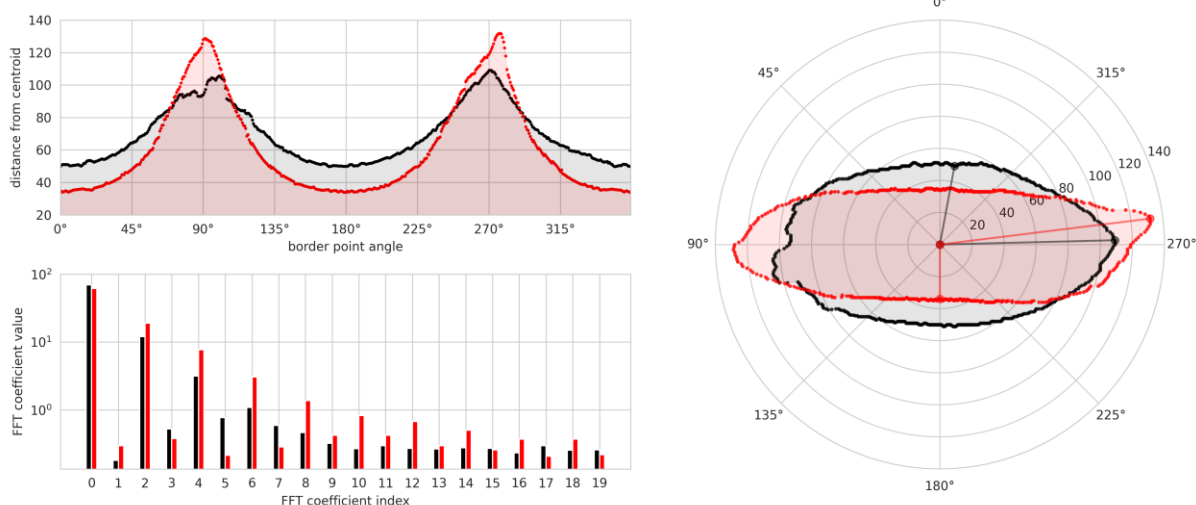 140
120
100
80
60
40
20
distance from centroid
0° 45° 90° 135° 180° 225° 270° 315°
border point angle
10²
10¹
10⁰
FFT coefficient value
0 1 2 3 4 5 6 7 8 9 10 11 12 13 14 15 16 17 18 19
FFT coefficient index
0°
45°
315°
20 40 60 80 100 120 140
90°
270°
135°
225°
180°